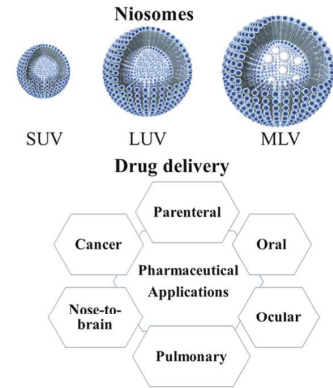 Niosomes
SUV
LUV
MLV
Drug delivery
Parenteral
Cancer
Oral
Pharmaceutical
Applications
Nose-to-
brain
Ocular
Pulmonary